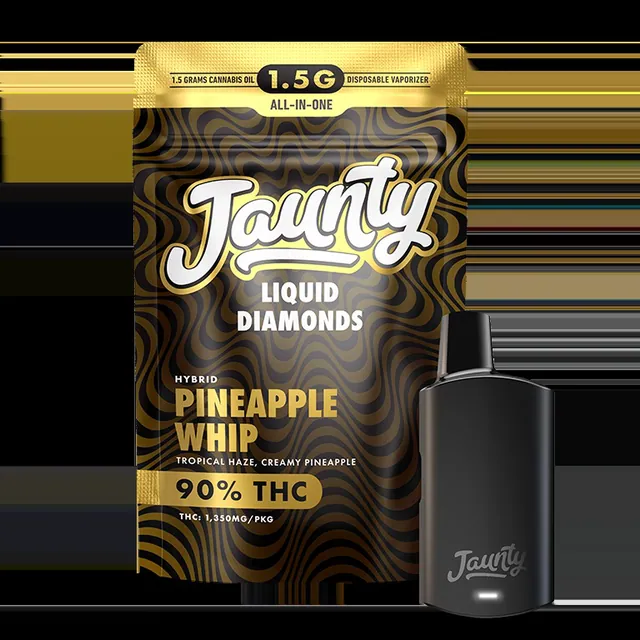 1.5 GRAMS CANNABIS OIL 1.5G DISPOSABLE VAPORIZER
ALL-IN-ONE
Jaunty
LIQUID
DIAMONDS
HYBRID
PINEAPPLE
WHIP
TROPICAL HAZE, CREAMY PINEAPPLE
90% THC
THC: 1,350MG/PKG
Jaunty